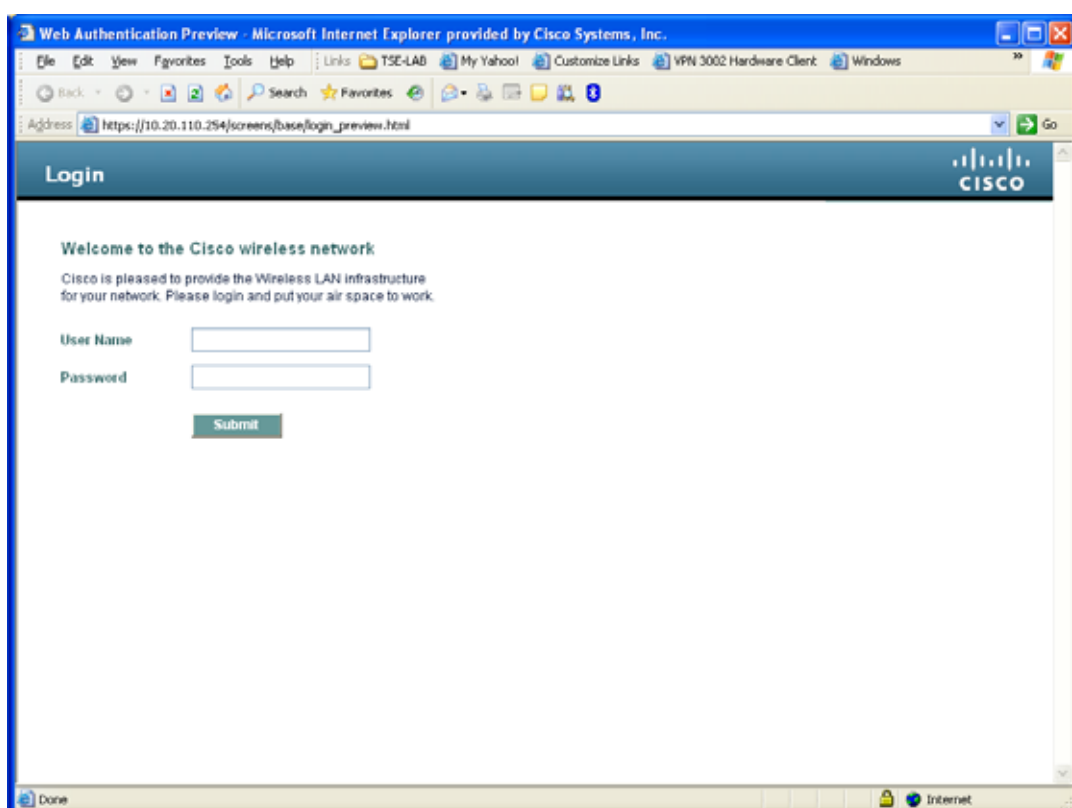 Web Authentication Preview - Microsoft Internet Explorer provided by Cisco Systems, Inc.
File Edit View Favorites Tools Help Links TSE-LAB My Yahoo! Customize Links VPN 3002 Hardware Client Windows »
Back Search Favorites
Address https://10.20.110.254/screens/base/login_preview.html Go
Login
CISCO
Welcome to the Cisco wireless network
Cisco is pleased to provide the Wireless LAN infrastructure
for your network. Please login and put your air space to work.
User Name
Password
Submit
Done Internet